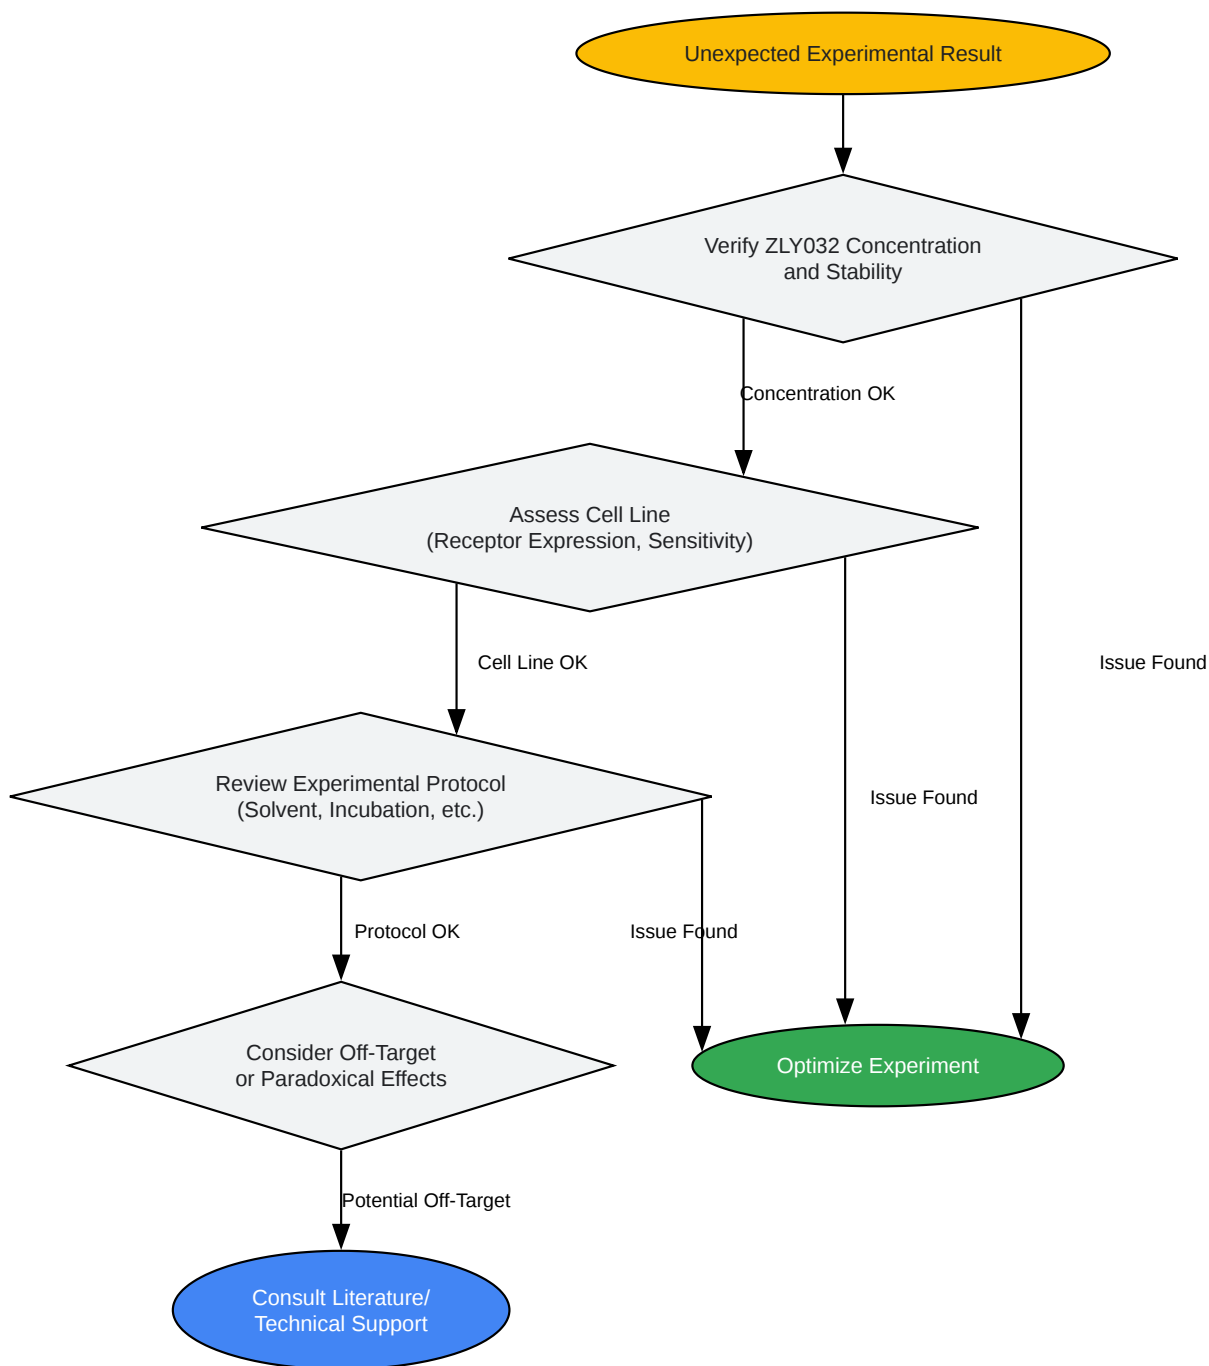 Unexpected Experimental Result
Verify ZLY032 Concentration
and Stability
Concentration OK
Assess Cell Line
(Receptor Expression, Sensitivity)
Cell Line OK
Issue Found
Review Experimental Protocol
(Solvent, Incubation, etc.)
Issue Found
Protocol OK
Issue Found
Consider Off-Target
or Paradoxical Effects
Optimize Experiment
Potential Off-Target
Consult Literature/
Technical Support